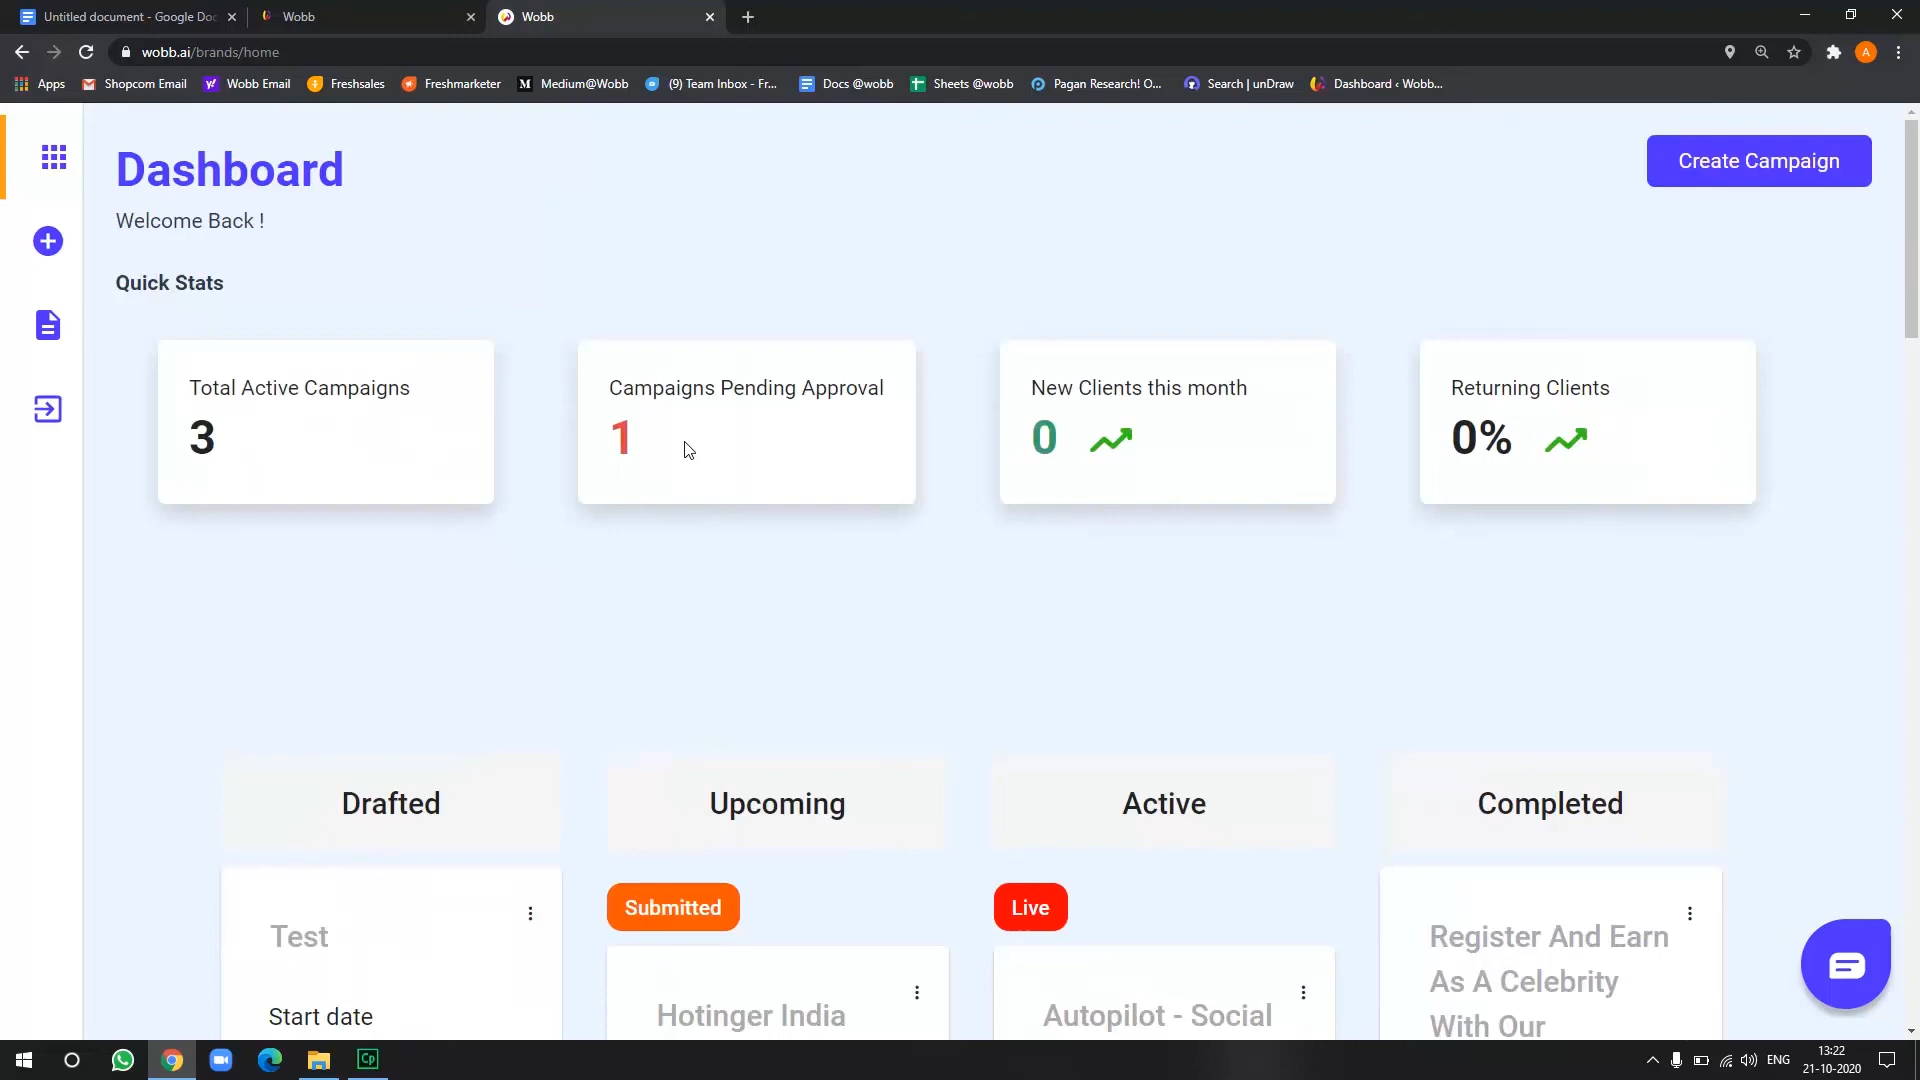 Untitled document - Google Doc
Wobb
Wobb
wobb.ai/brands/home
A
Apps
Shopcom Email
Wobb Email
Freshsales
Freshmarketer
M Medium@Wobb
(9) Team Inbox - Fr...
Docs @wobb
Sheets @wobb
Pagan Research! O...
Search | unDraw
Dashboard ‹ Wobb...
Dashboard
Create Campaign
Welcome Back !
Quick Stats
Total Active Campaigns
3
Campaigns Pending Approval
1
New Clients this month
0
Returning Clients
0%
Drafted
Upcoming
Active
Completed
Submitted
Live
Test
Register And Earn
As A Celebrity
With Our
Start date
Hotinger India
Autopilot - Social
Cp
ENG
13:22
21-10-2020